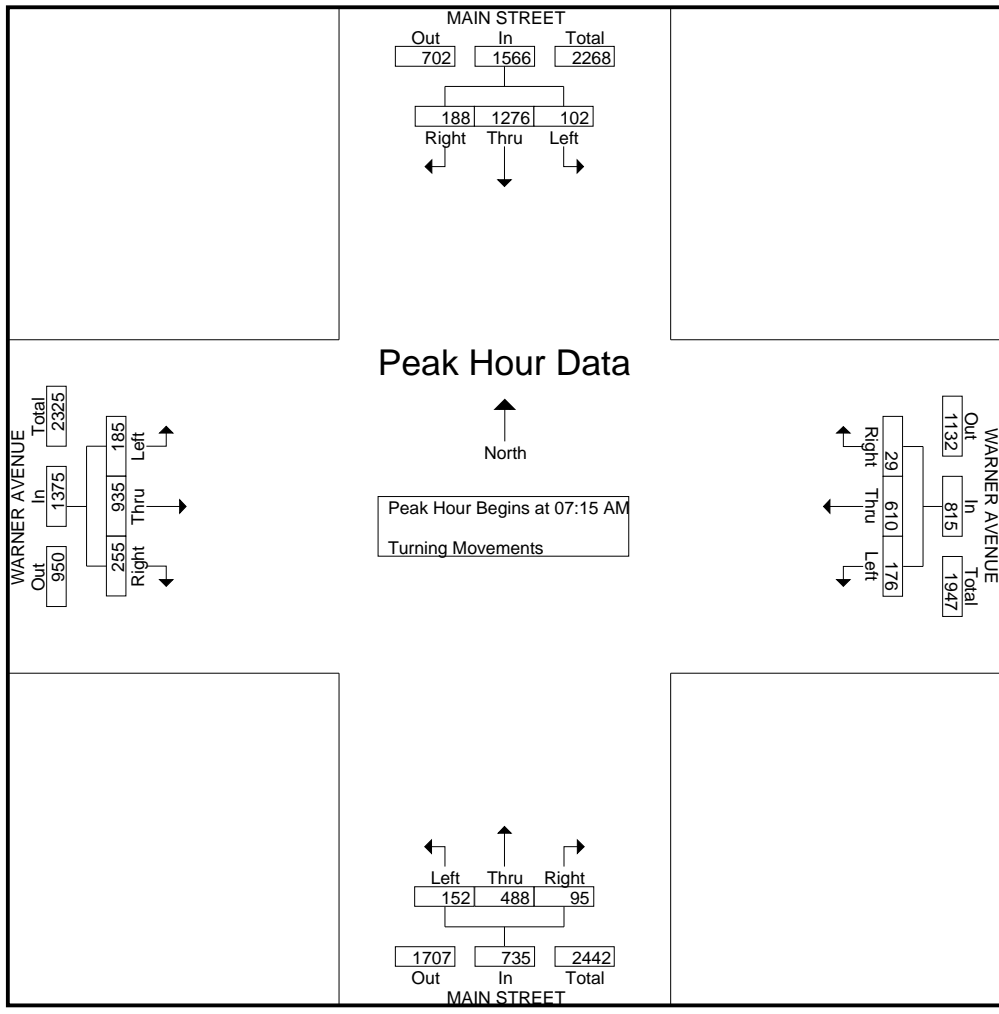 MAIN STREET
Out In Total
702 1566 2268
188 1276 102
Right Thru Left
Peak Hour Data
North
Peak Hour Begins at 07:15 AM
Turning Movements
WARNER AVENUE
Out In Total
950 1375 2325
255 935 185
Right Thru Left
WARNER AVENUE
Out In Total
1132 815 1947
29 610 176
Right Thru Left
Left Thru Right
152 488 95
1707 735 2442
Out In Total
MAIN STREET